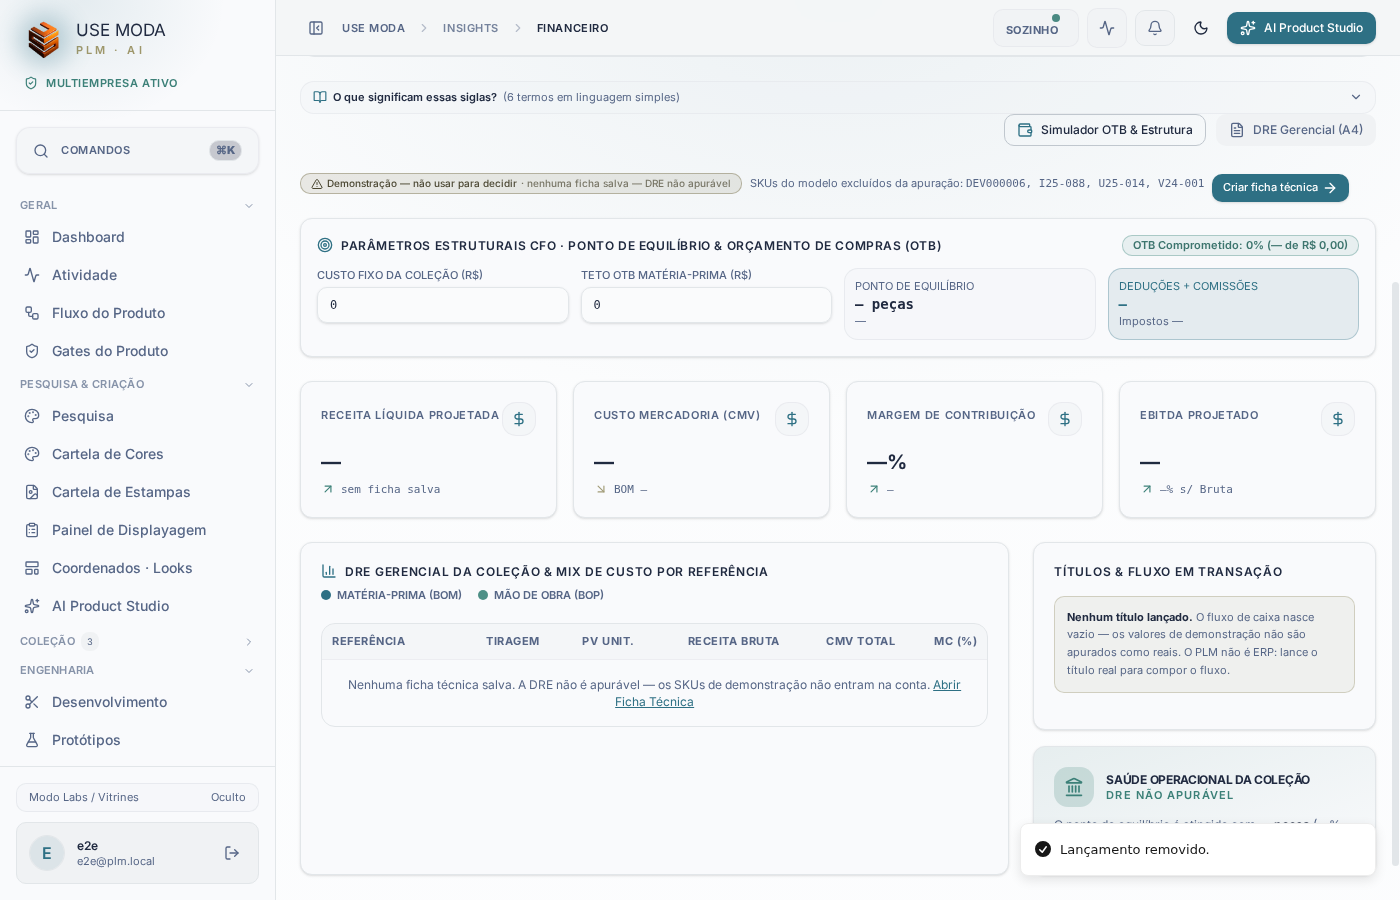 USE MODA
PLM · AI
MULTIEMPRESA ATIVO
COMANDOS ⌘K
GERAL
Dashboard
Atividade
Fluxo do Produto
Gates do Produto
PESQUISA & CRIAÇÃO
Pesquisa
Cartela de Cores
Cartela de Estampas
Painel de Displayagem
Coordenados · Looks
AI Product Studio
COLEÇÃO 3
ENGENHARIA
Desenvolvimento
Protótipos
Modo Labs / Vitrines Oculto
E
e2e
e2e@plm.local
USE MODA INSIGHTS FINANCEIRO
SOZINHO
AI Product Studio
O que significam essas siglas? (6 termos em linguagem simples)
Simulador OTB & Estrutura
DRE Gerencial (A4)
Demonstração — não usar para decidir · nenhuma ficha salva — DRE não apurável
SKUs do modelo excluídos da apuração: DEV000006, I25-088, U25-014, V24-001
Criar ficha técnica
PARÂMETROS ESTRUTURAIS CFO · PONTO DE EQUILÍBRIO & ORÇAMENTO DE COMPRAS (OTB)
OTB Comprometido: 0% (— de R$ 0,00)
CUSTO FIXO DA COLEÇÃO (R$)
0
TETO OTB MATÉRIA-PRIMA (R$)
0
PONTO DE EQUILÍBRIO
— peças
—
DEDUÇÕES + COMISSÕES
—
Impostos —
RECEITA LÍQUIDA PROJETADA
—
sem ficha salva
CUSTO MERCADORIA (CMV)
—
BOM —
MARGEM DE CONTRIBUIÇÃO
—%
—
EBITDA PROJETADO
—
—% s/ Bruta
DRE GERENCIAL DA COLEÇÃO & MIX DE CUSTO POR REFERÊNCIA
MATÉRIA-PRIMA (BOM) MÃO DE OBRA (BOP)
REFERÊNCIA TIRAGEM PV UNIT. RECEITA BRUTA CMV TOTAL MC (%)
Nenhuma ficha técnica salva. A DRE não é apurável — os SKUs de demonstração não entram na conta. Abrir
Ficha Técnica
TÍTULOS & FLUXO EM TRANSAÇÃO
Nenhum título lançado. O fluxo de caixa nasce
vazio — os valores de demonstração não são
apurados como reais. O PLM não é ERP: lance o
título real para compor o fluxo.
SAÚDE OPERACIONAL DA COLEÇÃO
DRE NÃO APURÁVEL
Lançamento removido.